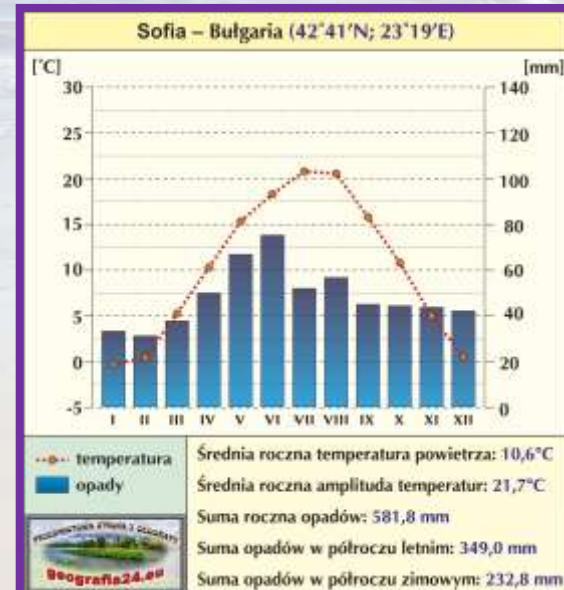 Sofia – Bułgaria (42°41'N; 23°19'E)
[°C] [mm]
30 140
25 120
20 100
15 80
10 60
5 40
0 20
-5 0
I II III IV V VI VII VIII IX X XI XII
temperatura
opady
Średnia roczna temperatura powietrza: 10,6°C
Średnia roczna amplituda temperatur: 21,7°C
Suma roczna opadów: 581,8 mm
Suma opadów w półroczu letnim: 349,0 mm
Suma opadów w półroczu zimowym: 232,8 mm
geografia24.eu